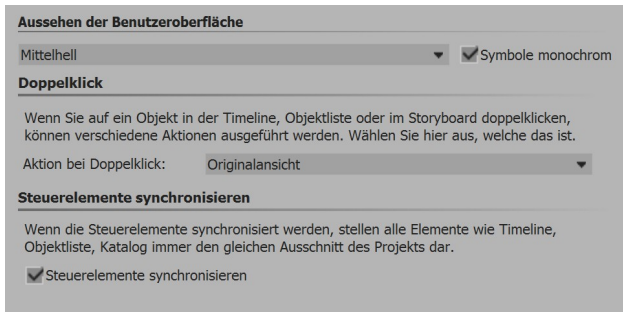 Aussehen der Benutzeroberfläche
Mittelhell Symbole monochrom
Doppelklick
Wenn Sie auf ein Objekt in der Timeline, Objektliste oder im Storyboard doppelklicken,
können verschiedene Aktionen ausgeführt werden. Wählen Sie hier aus, welche das ist.
Aktion bei Doppelklick: Originalansicht
Steuerelemente synchronisieren
Wenn die Steuerelemente synchronisiert werden, stellen alle Elemente wie Timeline,
Objektliste, Katalog immer den gleichen Ausschnitt des Projekts dar.
Steuerelemente synchronisieren